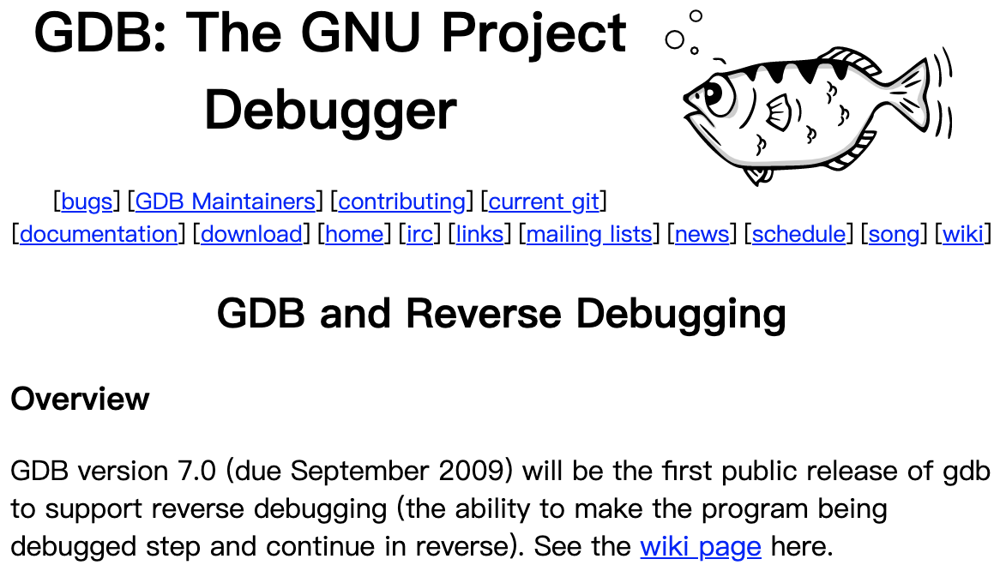 GDB: The GNU Project
Debugger
[bugs] [GDB Maintainers] [contributing] [current git]
[documentation] [download] [home] [irc] [links] [mailing lists] [news] [schedule] [song] [wiki]
GDB and Reverse Debugging
Overview
GDB version 7.0 (due September 2009) will be the first public release of gdb
to support reverse debugging (the ability to make the program being
debugged step and continue in reverse). See the wiki page here.